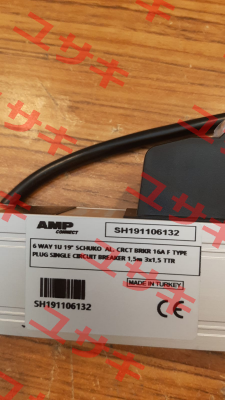 ユサキ
ユサキ
AMP
CONNECT
SH191106132
6 WAY 1U 19" SCHUKO AL. CRCT BRKR 16A F TYPE
PLUG SINGLE CIRCUIT BREAKER 1,5m 3x1,5 TTR
CE
MADE IN TURKEY
SH191106132
ユサキ
ユサキ